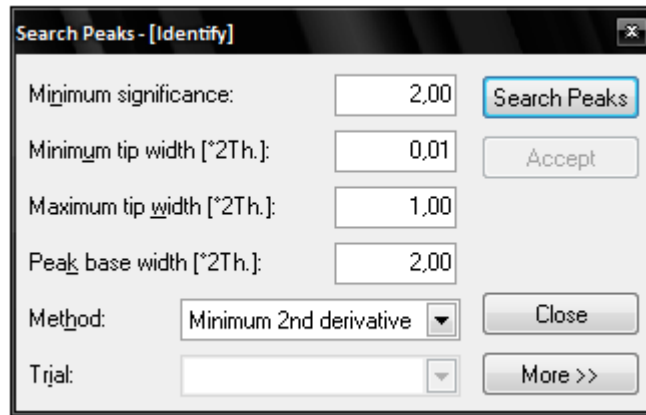 Search Peaks - [Identify]
Minimum significance: 2,00 Search Peaks
Minimum tip width [°2Th.]: 0,01 Accept
Maximum tip width [°2Th.]: 1,00
Peak base width [°2Th.]: 2,00
Method: Minimum 2nd derivative Close
Trial: More >>